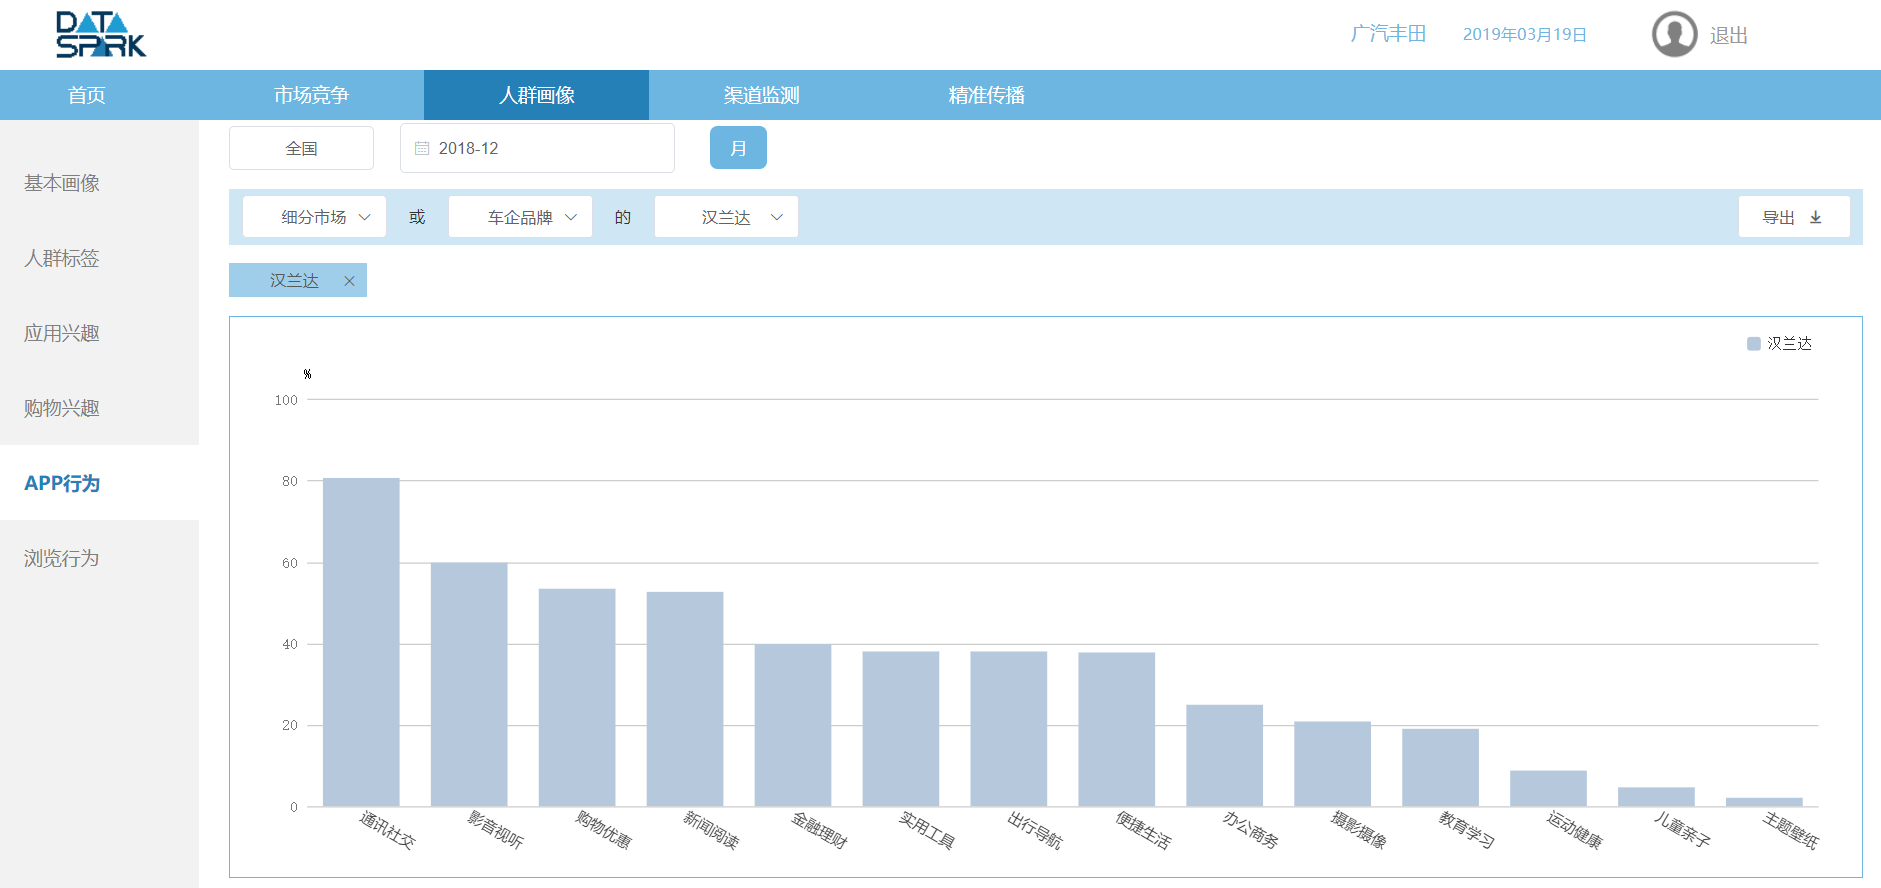 DATA
SPARK
广汽丰田 2019年03月19日 退出
首页 市场竞争 人群画像 渠道监测 精准传播
基本画像
人群标签
应用兴趣
购物兴趣
APP行为
浏览行为
全国 2018-12 月
细分市场 或 车企品牌 的 汉兰达 导出
汉兰达 ×
汉兰达
%
100
80
60
40
20
0
通讯社交 影音视听 购物优惠 新闻阅读 金融理财 实用工具 出行导航 便捷生活 办公商务 摄影摄像 教育学习 运动健康 儿童亲子 主题壁纸